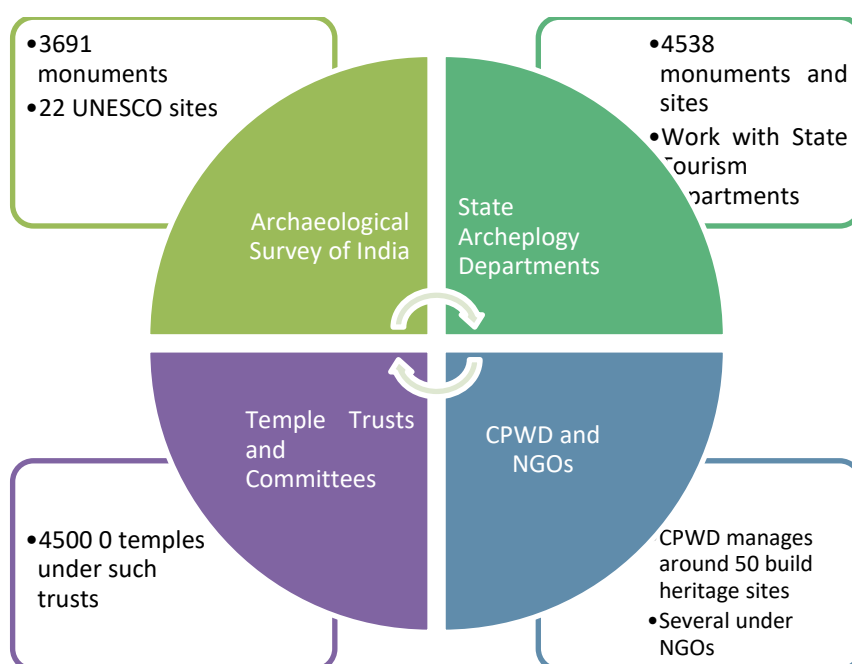 •3691
monuments
•22 UNESCO sites
•4538
monuments and
sites
•Work with State
ourism
partments
Archaeological
Survey of India
State
Archeplogy
Departments
Temple Trusts
and
Committees
CPWD and
NGOs
•4500 0 temples
under such
trusts
CPWD manages
around 50 build
heritage sites
•Several under
NGOs